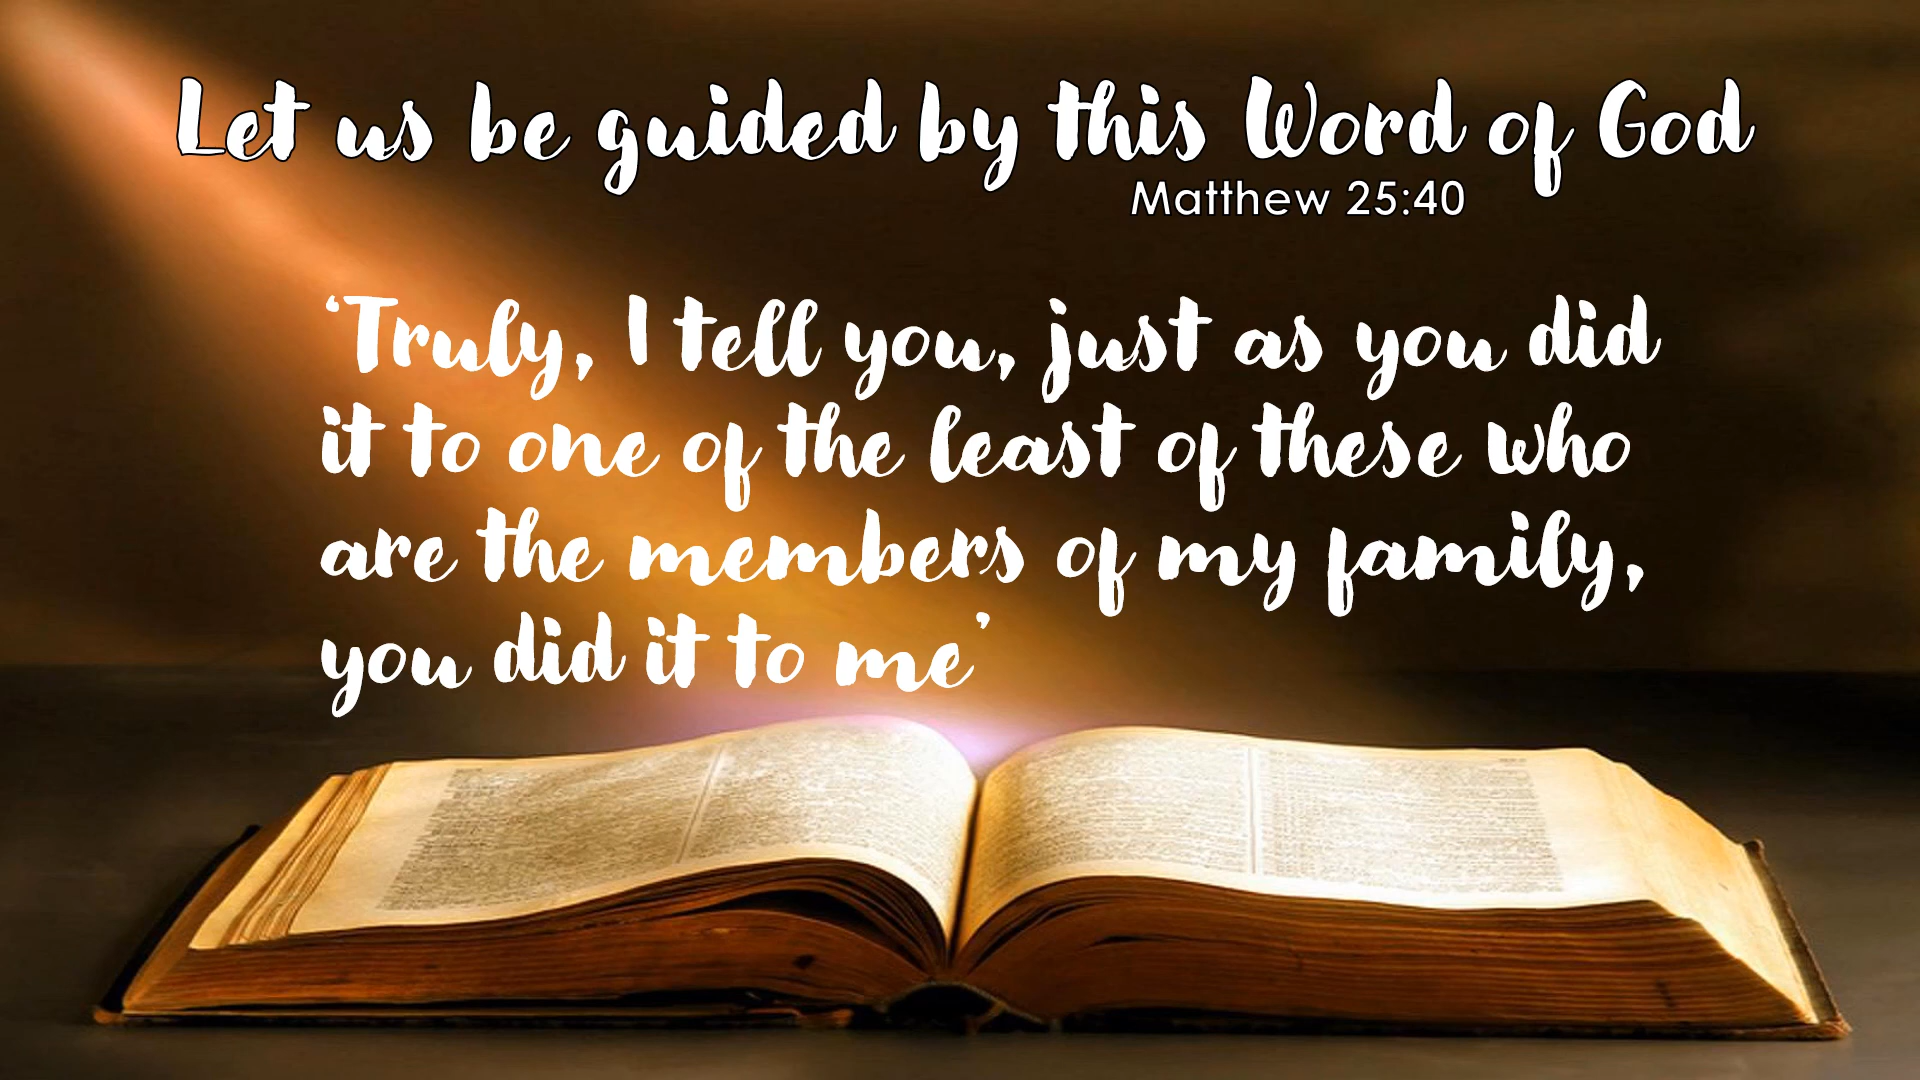 Let us be guided by this Word of God
Matthew 25:40
‘Truly, I tell you, just as you did
it to one of the least of these who
are the members of my family,
you did it to me’